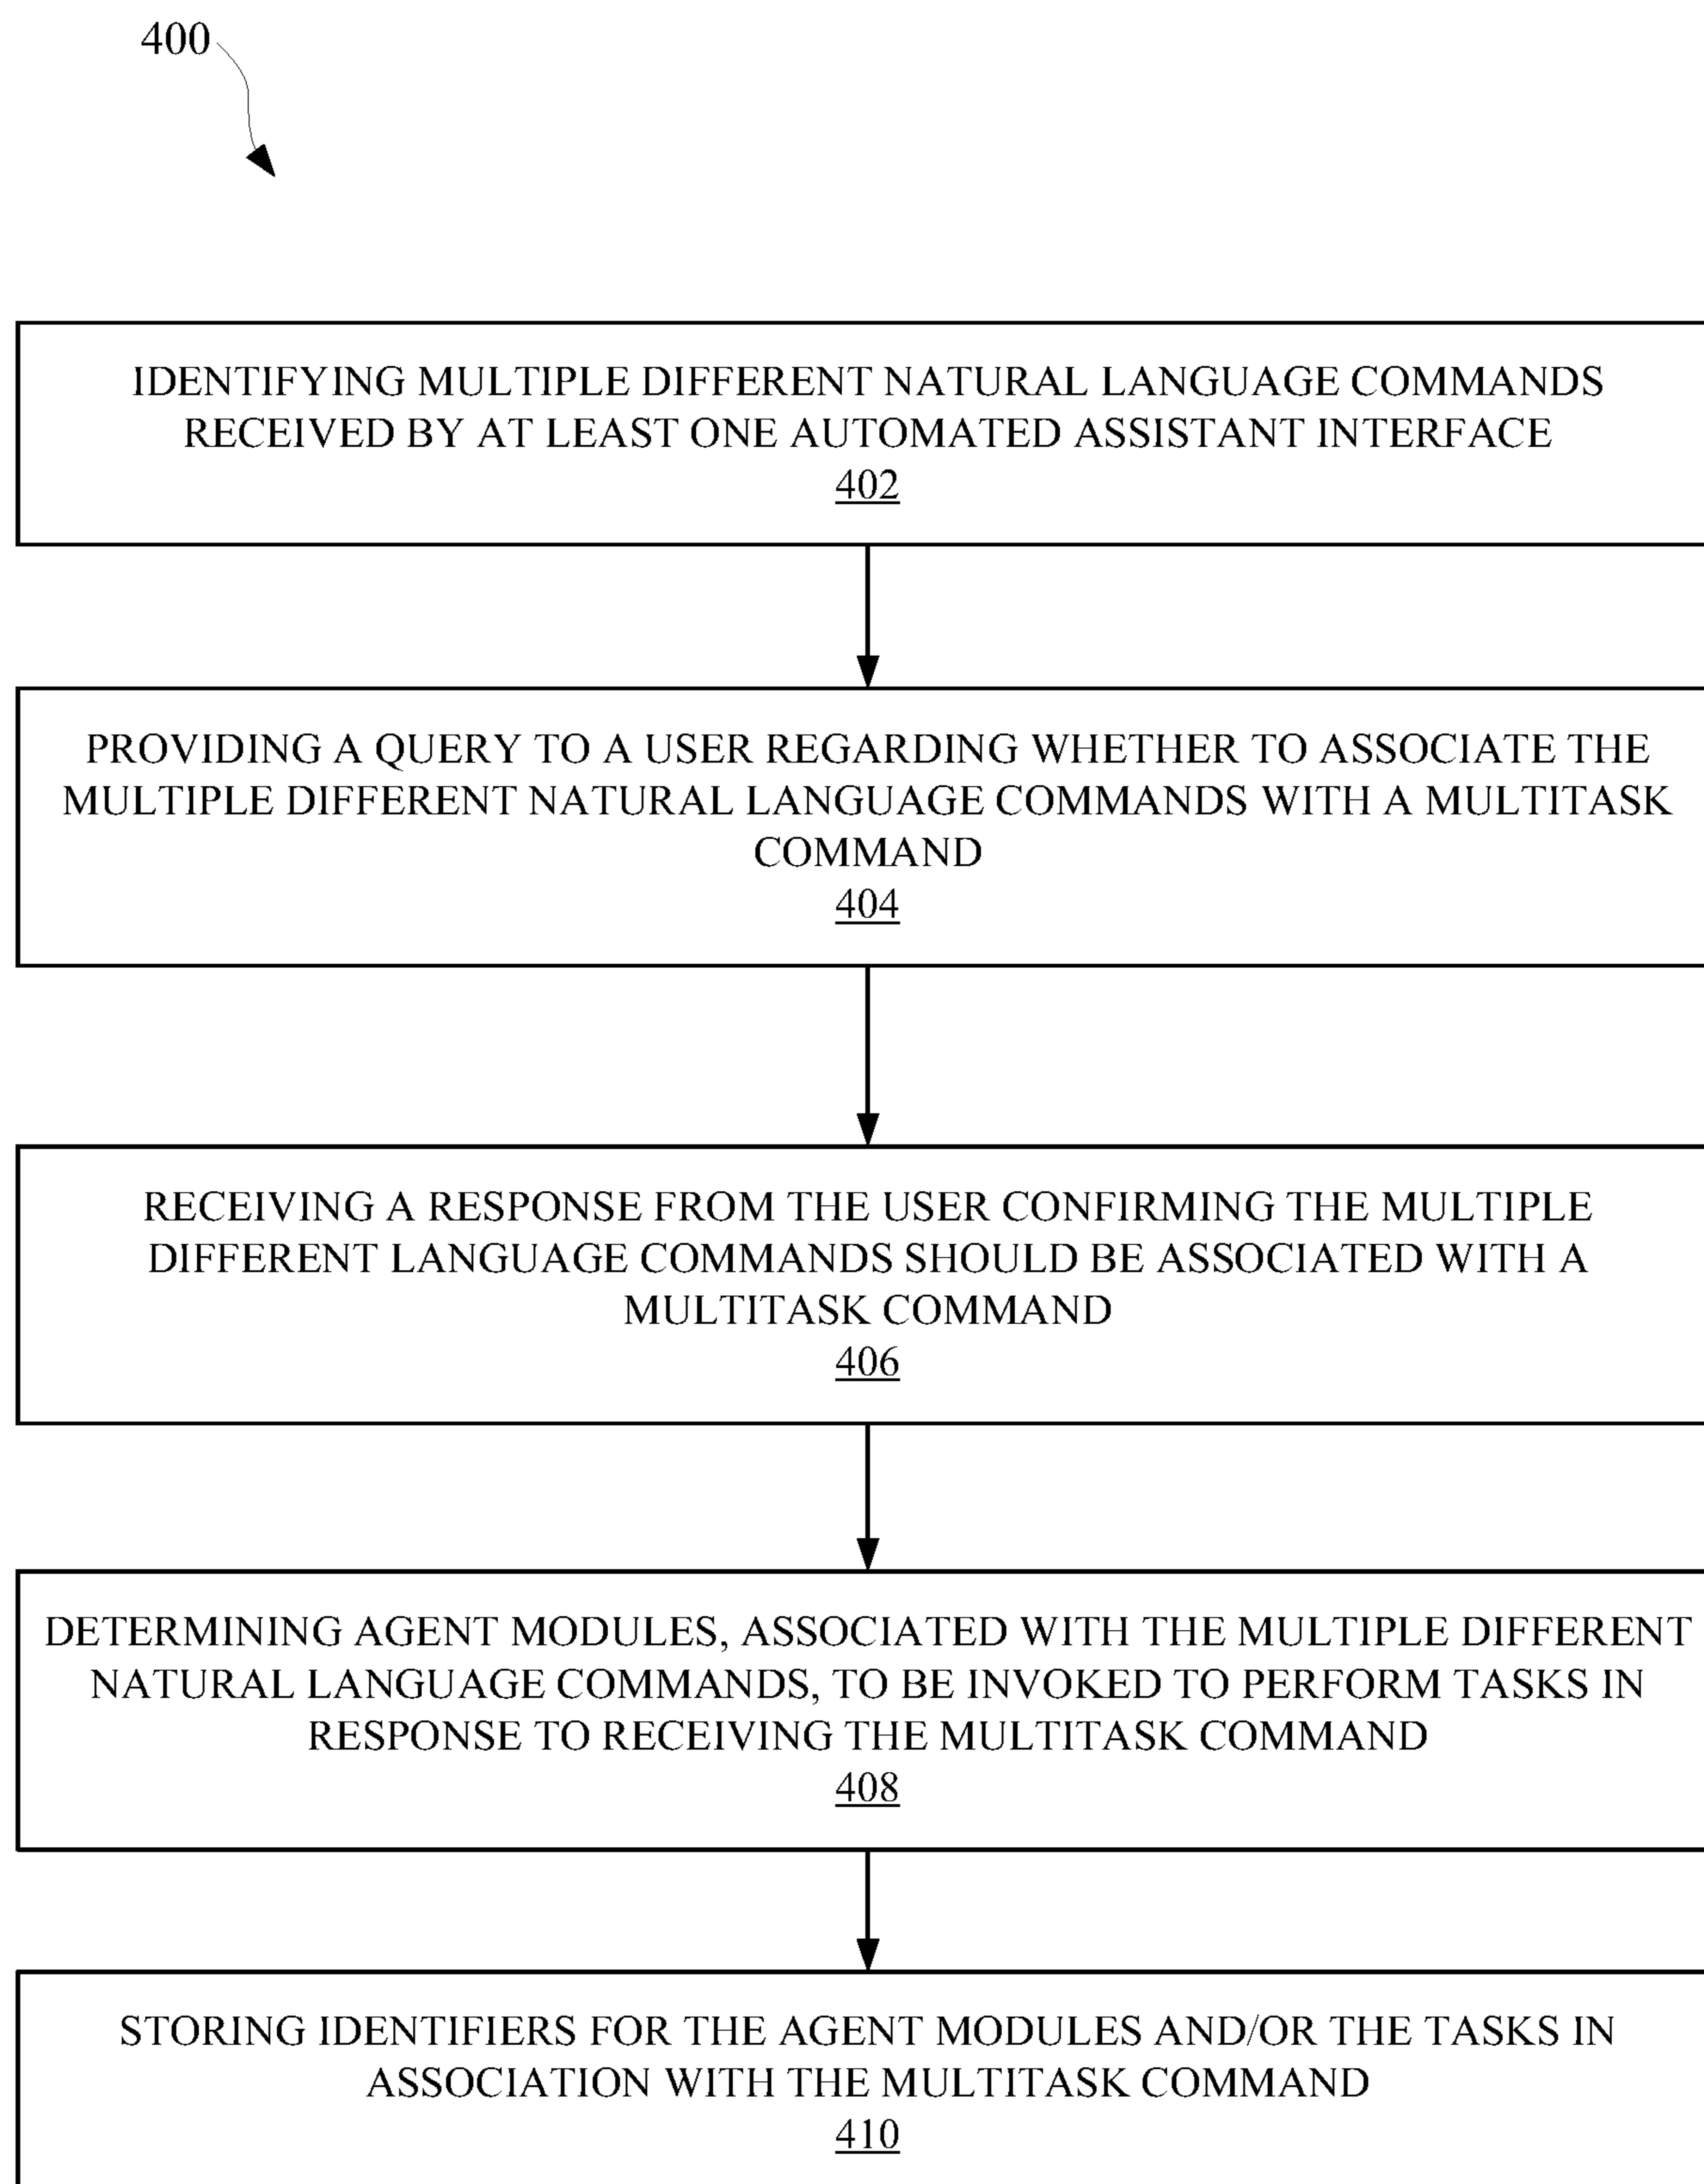 400
IDENTIFYING MULTIPLE DIFFERENT NATURAL LANGUAGE COMMANDS
RECEIVED BY AT LEAST ONE AUTOMATED ASSISTANT INTERFACE
402
PROVIDING A QUERY TO A USER REGARDING WHETHER TO ASSOCIATE THE
MULTIPLE DIFFERENT NATURAL LANGUAGE COMMANDS WITH A MULTITASK
COMMAND
404
RECEIVING A RESPONSE FROM THE USER CONFIRMING THE MULTIPLE
DIFFERENT LANGUAGE COMMANDS SHOULD BE ASSOCIATED WITH A
MULTITASK COMMAND
406
DETERMINING AGENT MODULES, ASSOCIATED WITH THE MULTIPLE DIFFERENT
NATURAL LANGUAGE COMMANDS, TO BE INVOKED TO PERFORM TASKS IN
RESPONSE TO RECEIVING THE MULTITASK COMMAND
408
STORING IDENTIFIERS FOR THE AGENT MODULES AND/OR THE TASKS IN
ASSOCIATION WITH THE MULTITASK COMMAND
410